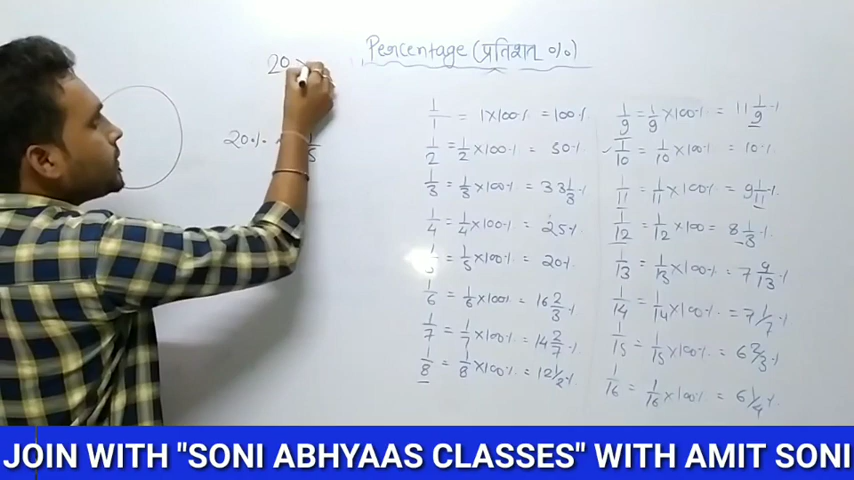 Percentage (प्रतिशत %)
20
20% = 1/5
1/1 = 1×100% = 100%
1/2 = 1/2×100% = 50%
1/3 = 1/3×100% = 33 1/3%
1/4 = 1/4×100% = 25%
1/5 = 1/5×100% = 20%
1/6 = 1/6×100% = 16 2/3%
1/7 = 1/7×100% = 14 2/7%
1/8 = 1/8×100% = 12 1/2%
1/9 = 1/9×100% = 11 1/9%
1/10 = 1/10×100% = 10%
1/11 = 1/11×100% = 9 1/11%
1/12 = 1/12×100 = 8 1/3%
1/13 = 1/13×100% = 7 9/13%
1/14 = 1/14×100% = 7 1/7%
1/15 = 1/15×100% = 6 2/3%
1/16 = 1/16×100% = 6 1/4%
JOIN WITH "SONI ABHYAAS CLASSES" WITH AMIT SONI